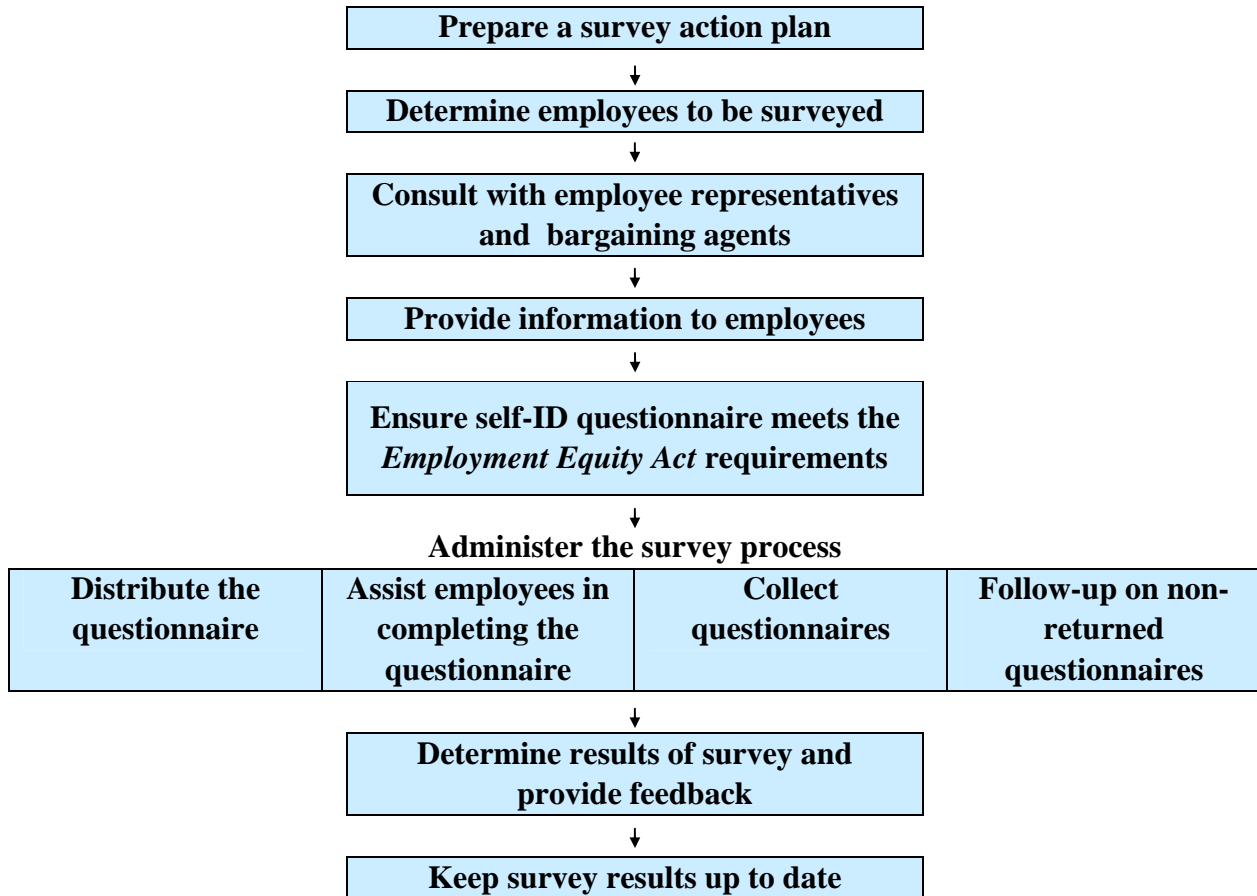 Prepare a survey action plan
Determine employees to be surveyed
Consult with employee representatives
and bargaining agents
Provide information to employees
Ensure self-ID questionnaire meets the
Employment Equity Act requirements
Administer the survey process
Distribute the
questionnaire
Assist employees in
completing the
questionnaire
Collect
questionnaires
Follow-up on non-
returned
questionnaires
Determine results of survey and
provide feedback
Keep survey results up to date